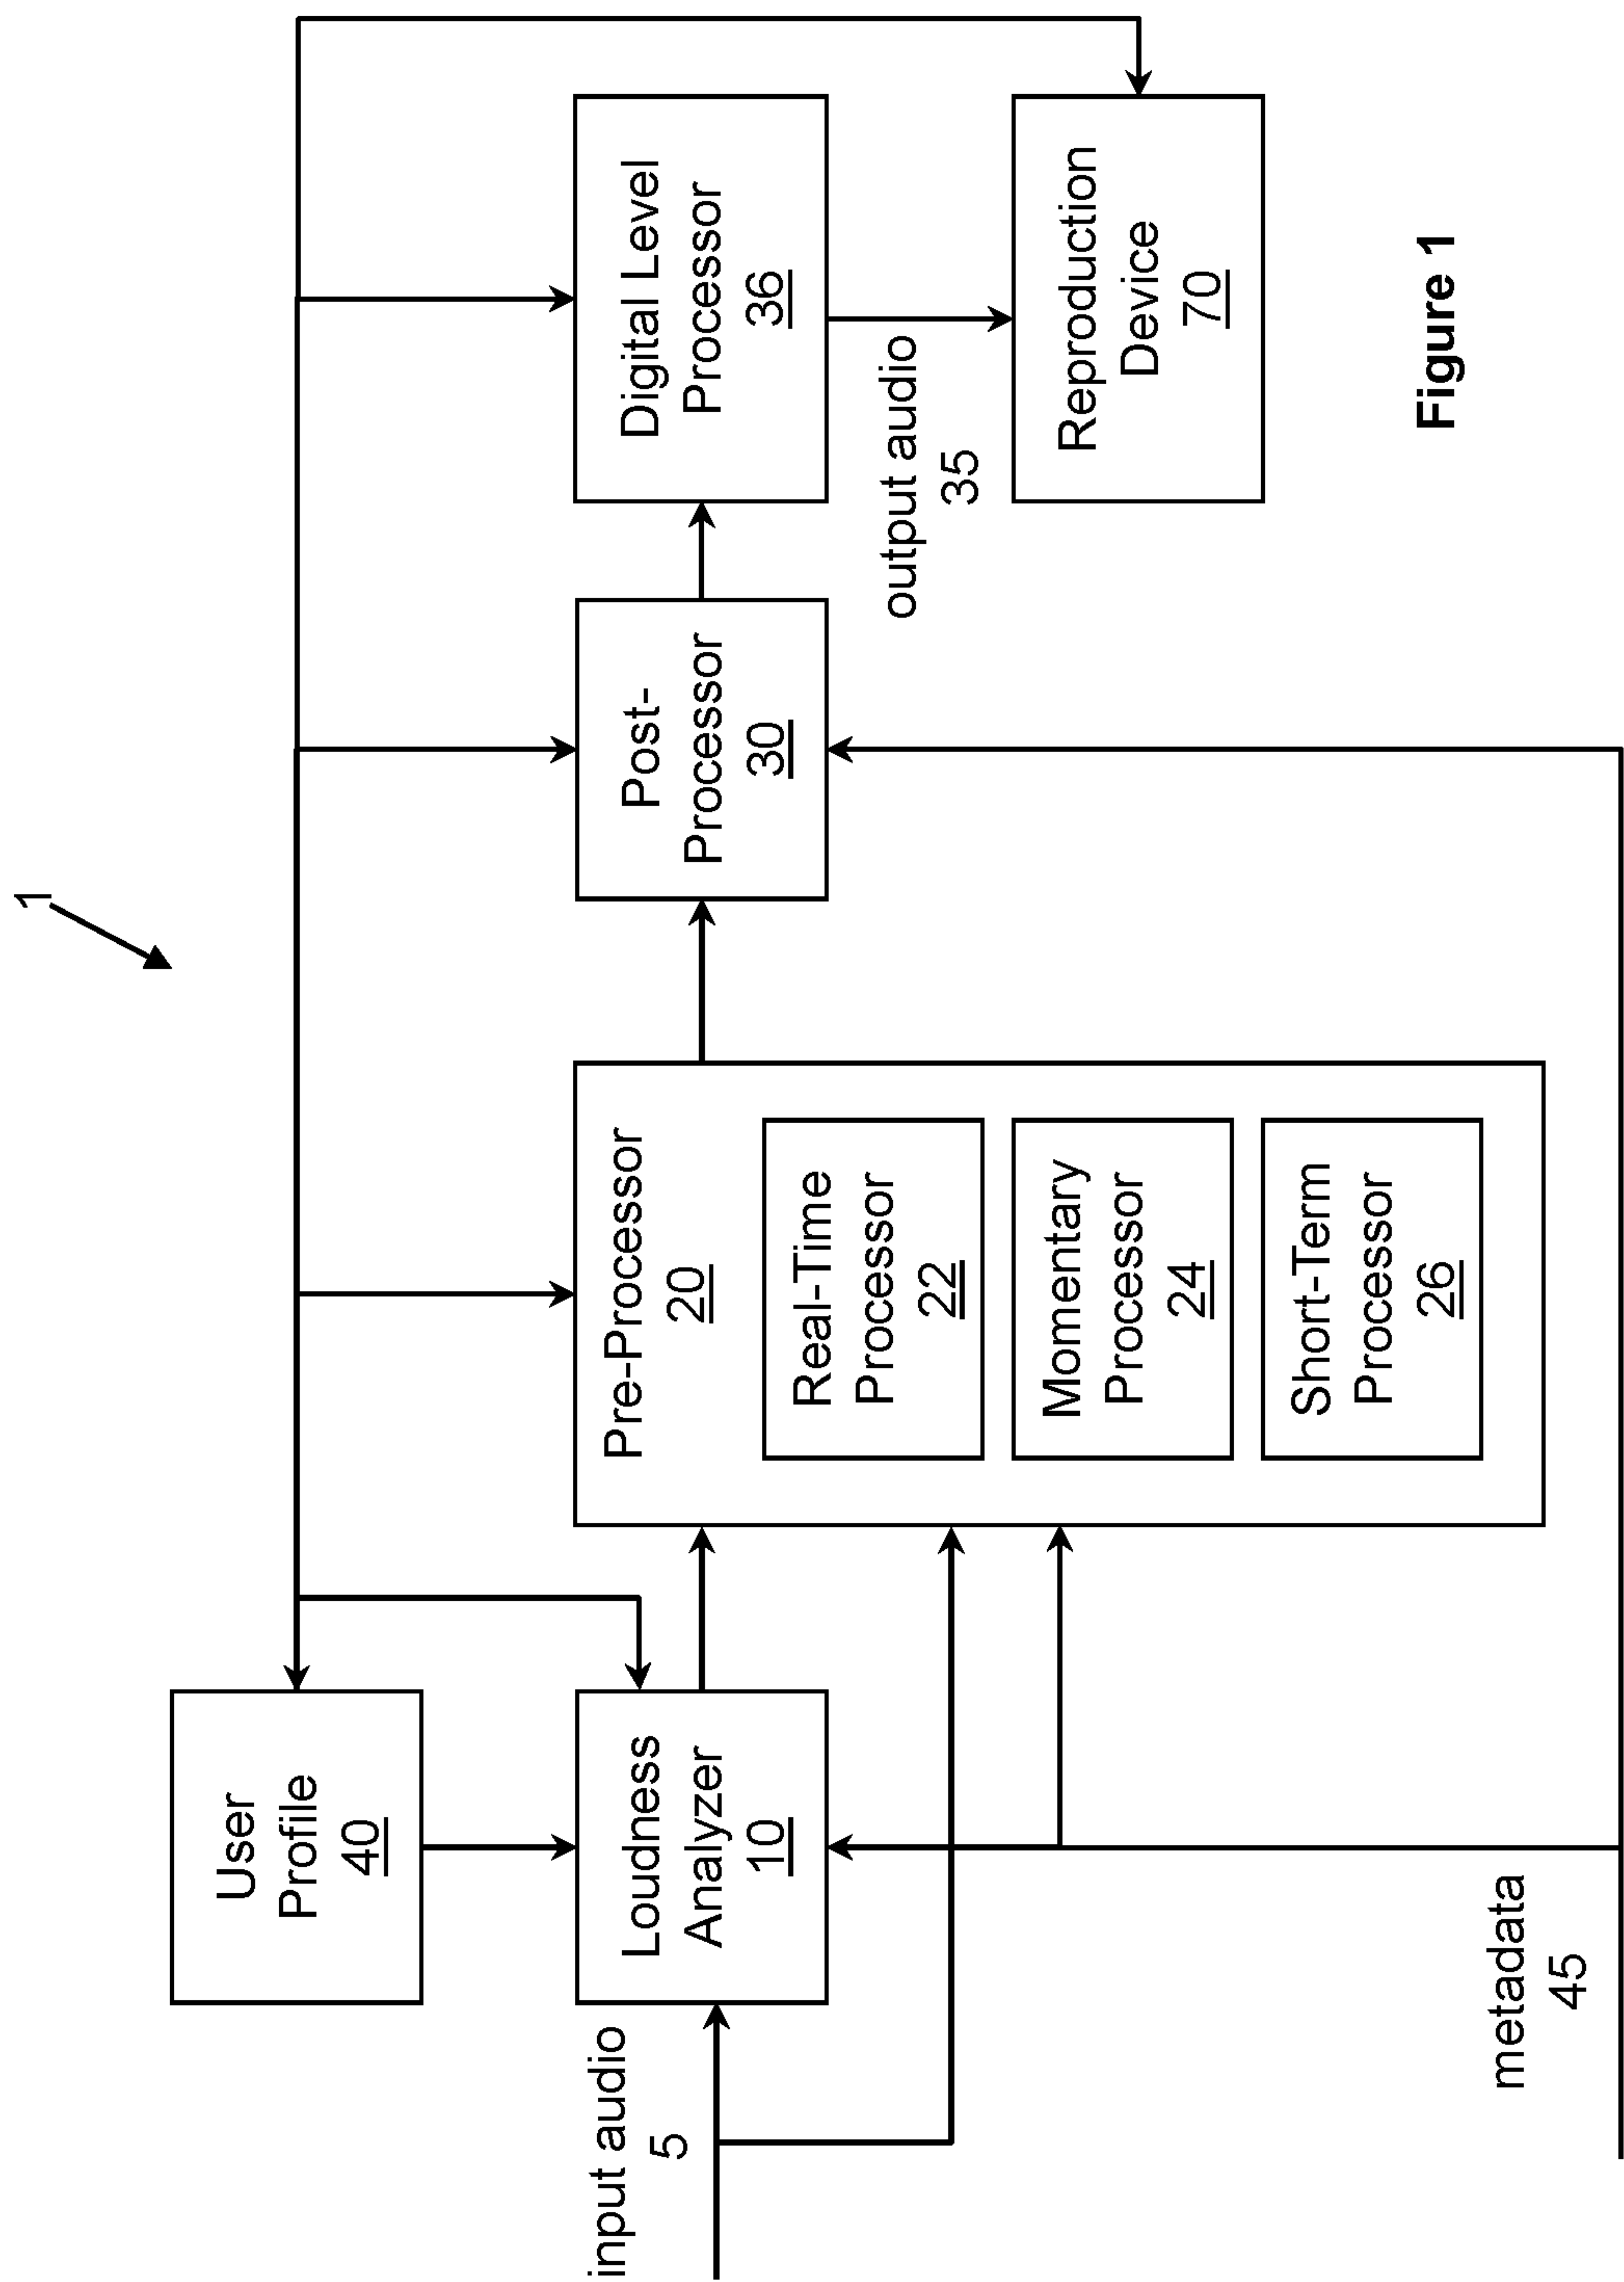 1
User
Profile
40
input audio
5
Loudness
Analyzer
10
Pre-Processor
20
Real-Time
Processor
22
Momentary
Processor
24
Short-Term
Processor
26
Post-
Processor
30
Digital Level
Processor
36
output audio
35
Reproduction
Device
70
metadata
45
Figure 1